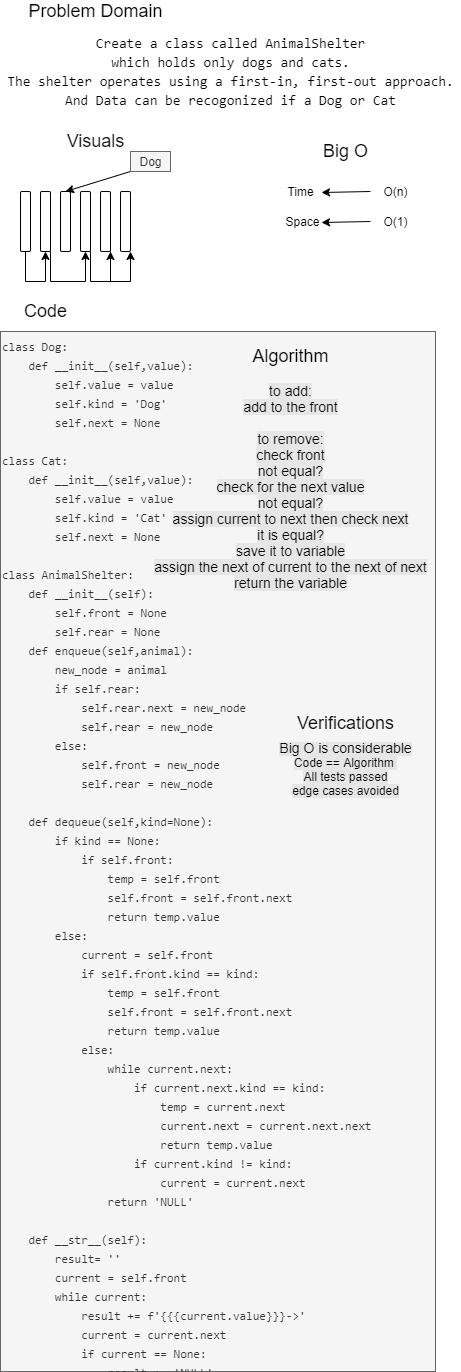 Problem Domain
Create a class called AnimalShelter
which holds only dogs and cats.
The shelter operates using a first-in, first-out approach.
And Data can be recogonized if a Dog or Cat
Visuals
Dog
Big O
Time
O(n)
Space
O(1)
Code
class Dog:
    def __init__(self,value):
        self.value = value
        self.kind = 'Dog'
        self.next = None
class Cat:
    def __init__(self,value):
        self.value = value
        self.kind = 'Cat'
        self.next = None
class AnimalShelter:
    def __init__(self):
        self.front = None
        self.rear = None
    def enqueue(self,animal):
        new_node = animal
        if self.rear:
            self.rear.next = new_node
            self.rear = new_node
        else:
            self.front = new_node
            self.rear = new_node
    def dequeue(self,kind=None):
        if kind == None:
            if self.front:
                temp = self.front
                self.front = self.front.next
                return temp.value
        else:
            current = self.front
            if self.front.kind == kind:
                temp = self.front
                self.front = self.front.next
                return temp.value
            else:
                while current.next:
                    if current.next.kind == kind:
                        temp = current.next
                        current.next = current.next.next
                        return temp.value
                    if current.kind != kind:
                        current = current.next
                return 'NULL'
    def __str__(self):
        result= ''
        current = self.front
        while current:
            result += f'{{{current.value}}}->'
            current = current.next
            if current == None:
Algorithm
to add:
add to the front
to remove:
check front
not equal?
check for the next value
not equal?
assign current to next then check next
it is equal?
save it to variable
assign the next of current to the next of next
return the variable
Verifications
Big O is considerable
Code == Algorithm
All tests passed
edge cases avoided